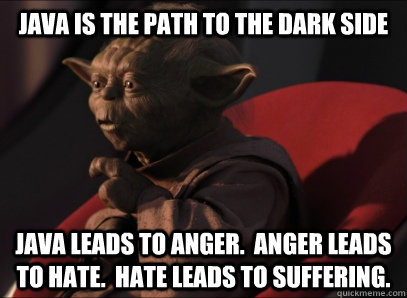 JAVA IS THE PATH TO THE DARK SIDE
JAVA LEADS TO ANGER.  ANGER LEADS
TO HATE.  HATE LEADS TO SUFFERING.
quickmeme.com